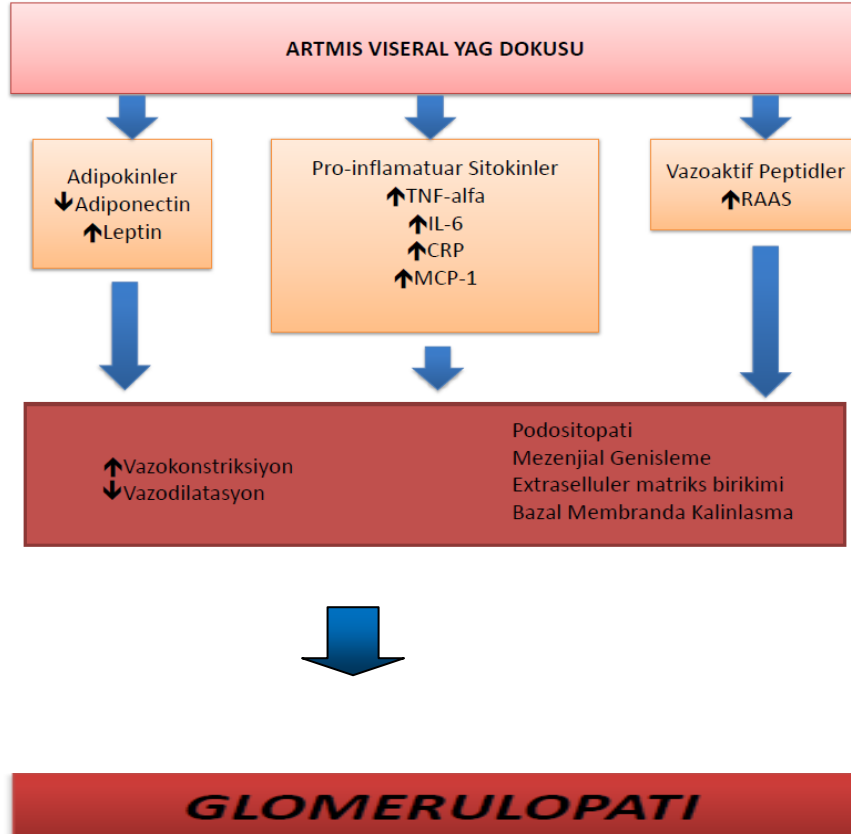 ARTMIS VISERAL YAG DOKUSU
Adipokinler
🡫Adiponectin
🡩Leptin
Pro-inflamatuar Sitokinler
🡩TNF-alfa
🡩IL-6
🡩CRP
🡩MCP-1
Vazoaktif Peptidler
🡩RAAS
🡩Vazokonstriksiyon
🡫Vazodilatasyon
Podositopati
Mezenjial Genisleme
Extraselluler matriks birikimi
Bazal Membranda Kalinlasma
GLOMERULOPATI